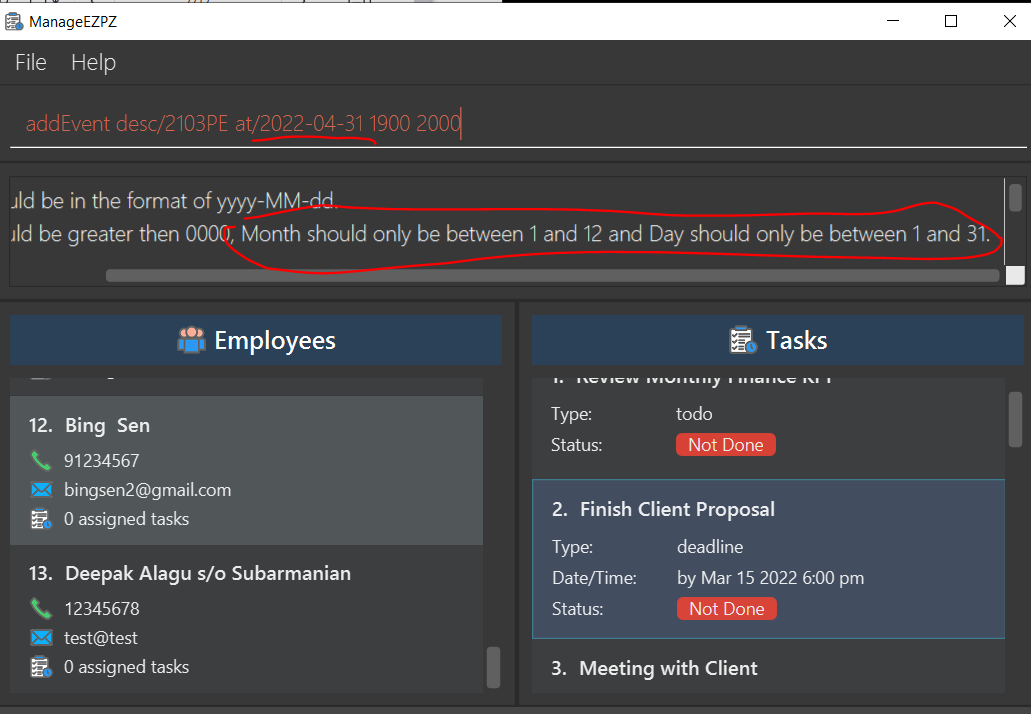 ManageEZPZ
File Help
addEvent desc/2103PE at/2022-04-31 1900 2000
uld be in the format of yyyy-MM-dd.
uld be greater then 0000, Month should only be between 1 and 12 and Day should only be between 1 and 31.
Employees
12. Bing Sen
91234567
bingsen2@gmail.com
0 assigned tasks
13. Deepak Alagu s/o Subarmanian
12345678
test@test
0 assigned tasks
Tasks
1. Review Monthly Finance KPI
Type: todo
Status: Not Done
2. Finish Client Proposal
Type: deadline
Date/Time: by Mar 15 2022 6:00 pm
Status: Not Done
3. Meeting with Client